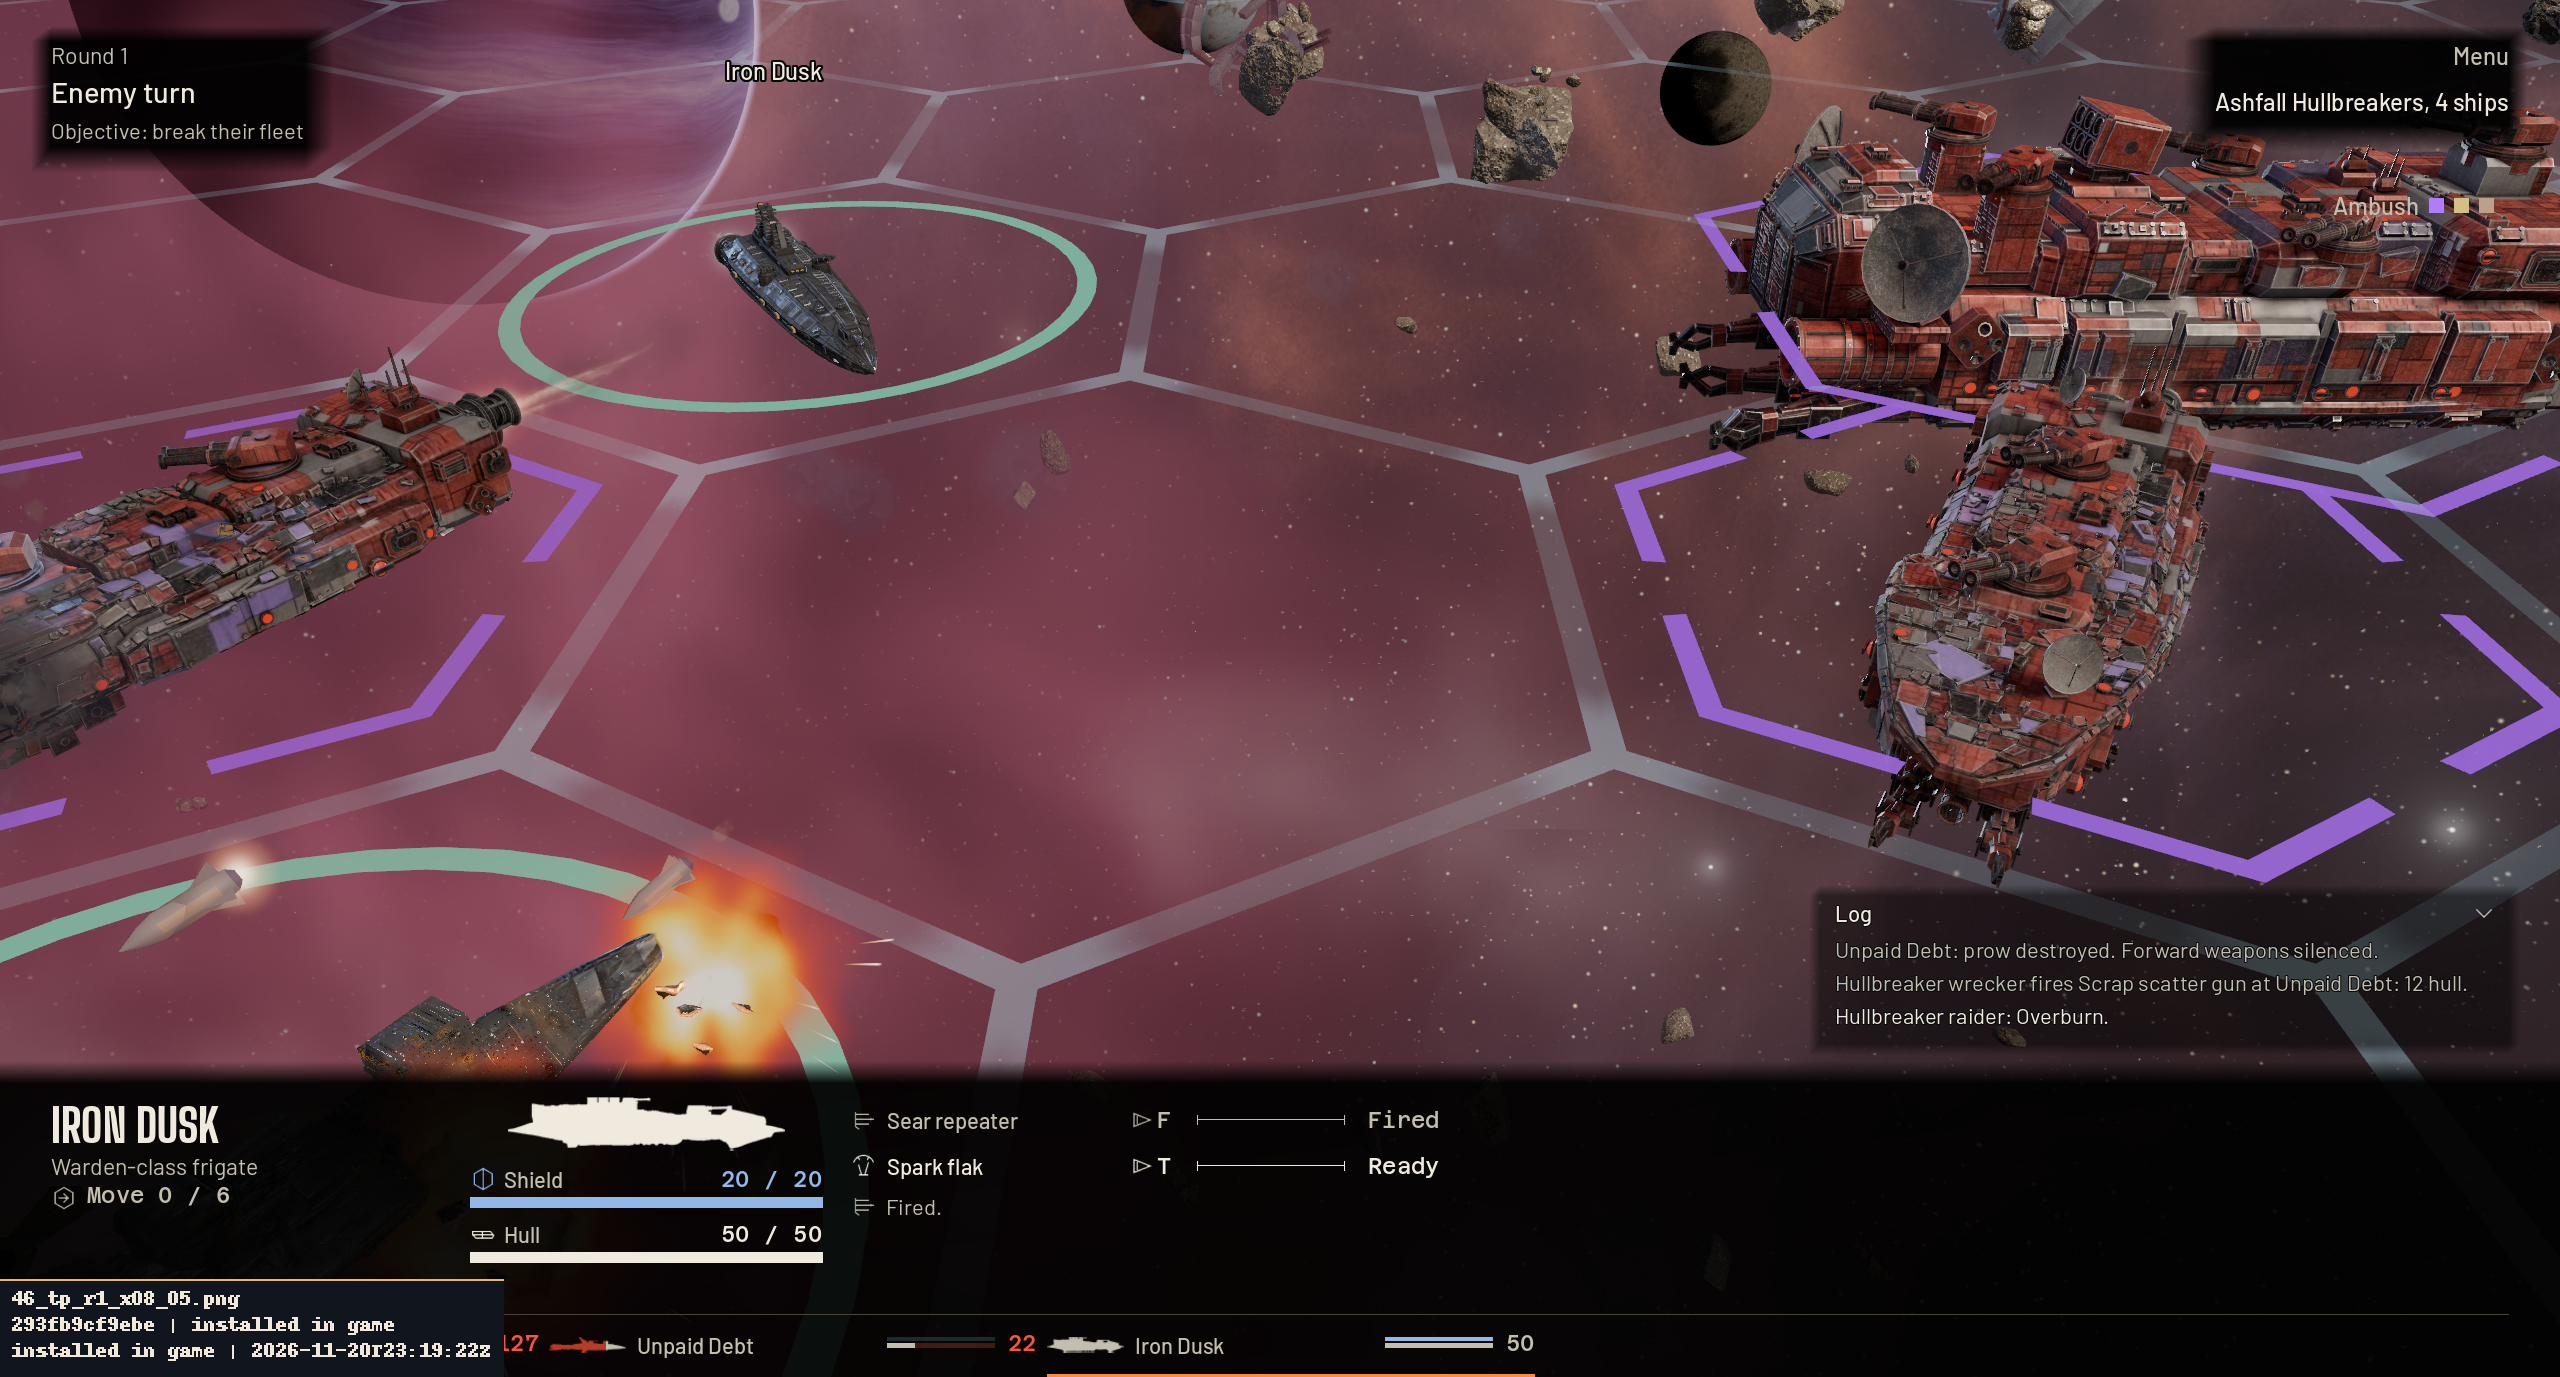 Round 1
Enemy turn
Objective: break their fleet
Iron Dusk
Menu
Ashfall Hullbreakers, 4 ships
Ambush
Log
Unpaid Debt: prow destroyed. Forward weapons silenced.
Hullbreaker wrecker fires Scrap scatter gun at Unpaid Debt: 12 hull.
Hullbreaker raider: Overburn.
IRON DUSK
Warden-class frigate
Move 0 / 6
Shield 20 / 20
Hull 50 / 50
Sear repeater F Fired
Spark flak T Ready
Fired.
46_tp_r1_x08_05.png
293fb9cf9ebe | installed in game
installed in game | 2026-11-20T23:19:22Z
127 Unpaid Debt 22 Iron Dusk 50